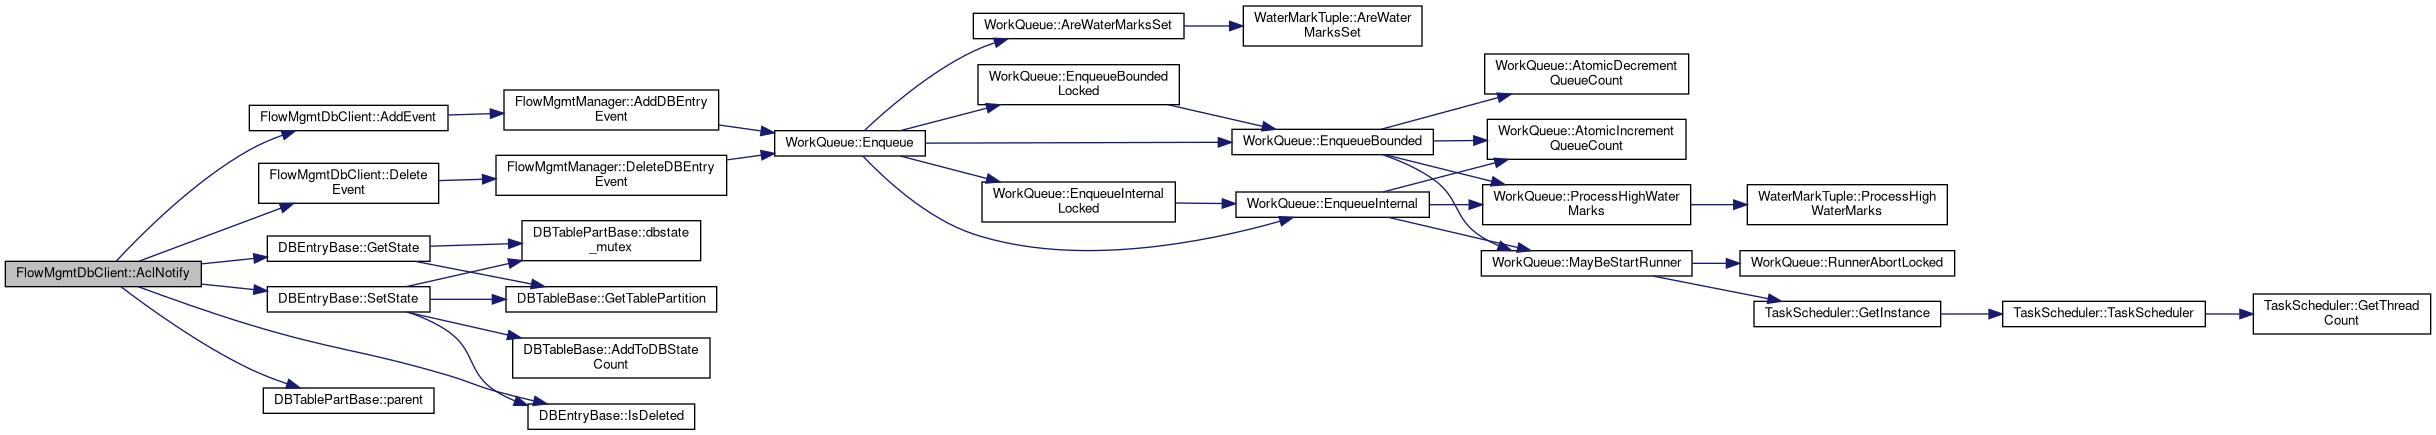 FlowMgmtDbClient::AclNotify
FlowMgmtDbClient::AddEvent
FlowMgmtDbClient::Delete
Event
DBEntryBase::GetState
DBEntryBase::SetState
DBTablePartBase::parent
FlowMgmtManager::AddDBEntry
Event
FlowMgmtManager::DeleteDBEntry
Event
DBTablePartBase::dbstate
_mutex
DBTableBase::GetTablePartition
DBTableBase::AddToDBState
Count
DBEntryBase::IsDeleted
WorkQueue::Enqueue
WorkQueue::AreWaterMarksSet
WorkQueue::EnqueueBounded
Locked
WorkQueue::EnqueueInternal
Locked
WaterMarkTuple::AreWater
MarksSet
WorkQueue::EnqueueBounded
WorkQueue::EnqueueInternal
WorkQueue::AtomicDecrement
QueueCount
WorkQueue::AtomicIncrement
QueueCount
WorkQueue::ProcessHighWater
Marks
WorkQueue::MayBeStartRunner
WaterMarkTuple::ProcessHigh
WaterMarks
WorkQueue::RunnerAbortLocked
TaskScheduler::GetInstance
TaskScheduler::TaskScheduler
TaskScheduler::GetThread
Count